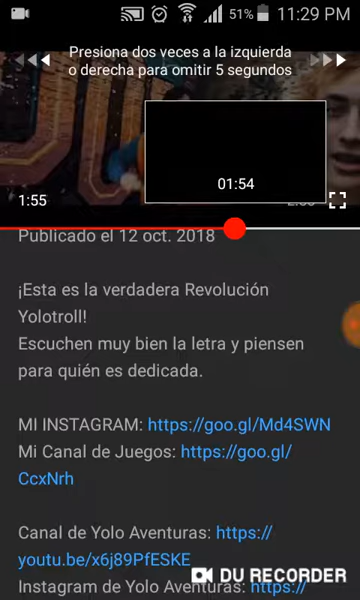 51% 11:29 PM
Presiona dos veces a la izquierda
o derecha para omitir 5 segundos
01:54
1:55
Publicado el 12 oct. 2018
¡Esta es la verdadera Revolución
Yolotroll!
Escuchen muy bien la letra y piensen
para quién es dedicada.
MI INSTAGRAM: https://goo.gl/Md4SWN
Mi Canal de Juegos: https://goo.gl/
CcxNrh
Canal de Yolo Aventuras: https://
youtu.be/x6j89PfESKE
DU RECORDER
Instagram de Yolo Aventuras: https://